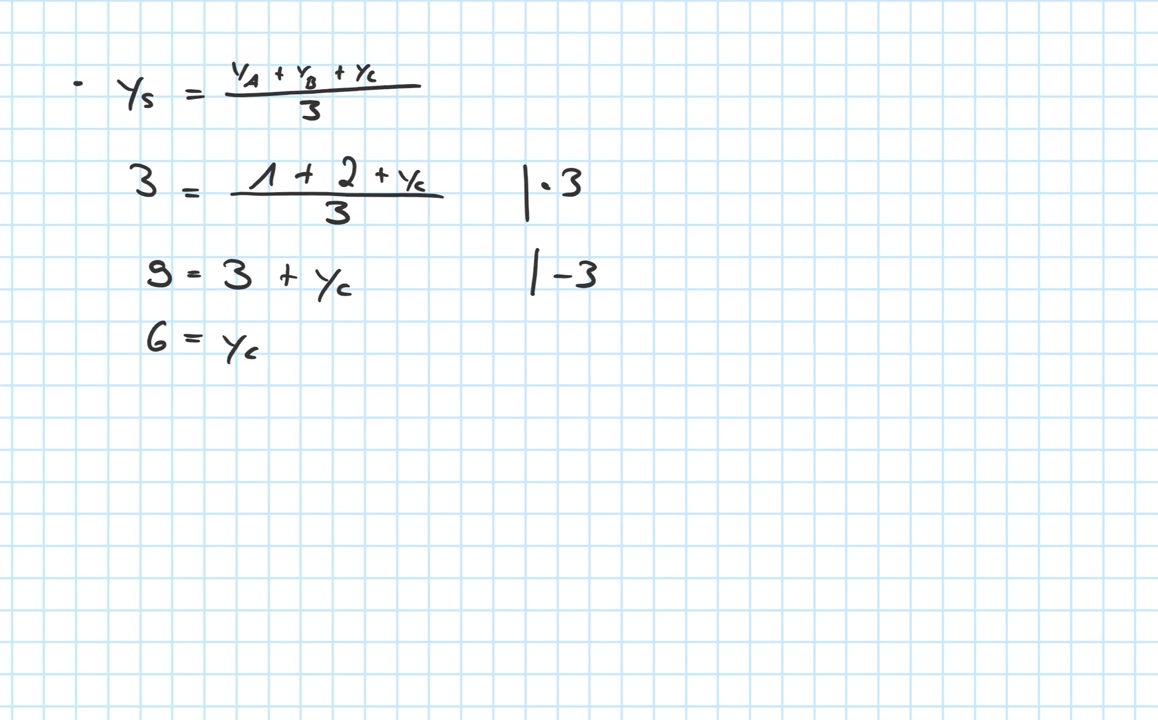 · y_S = (y_A + y_B + y_C) / 3
3 = (1 + 2 + y_C) / 3 | · 3
9 = 3 + y_C | - 3
6 = y_C